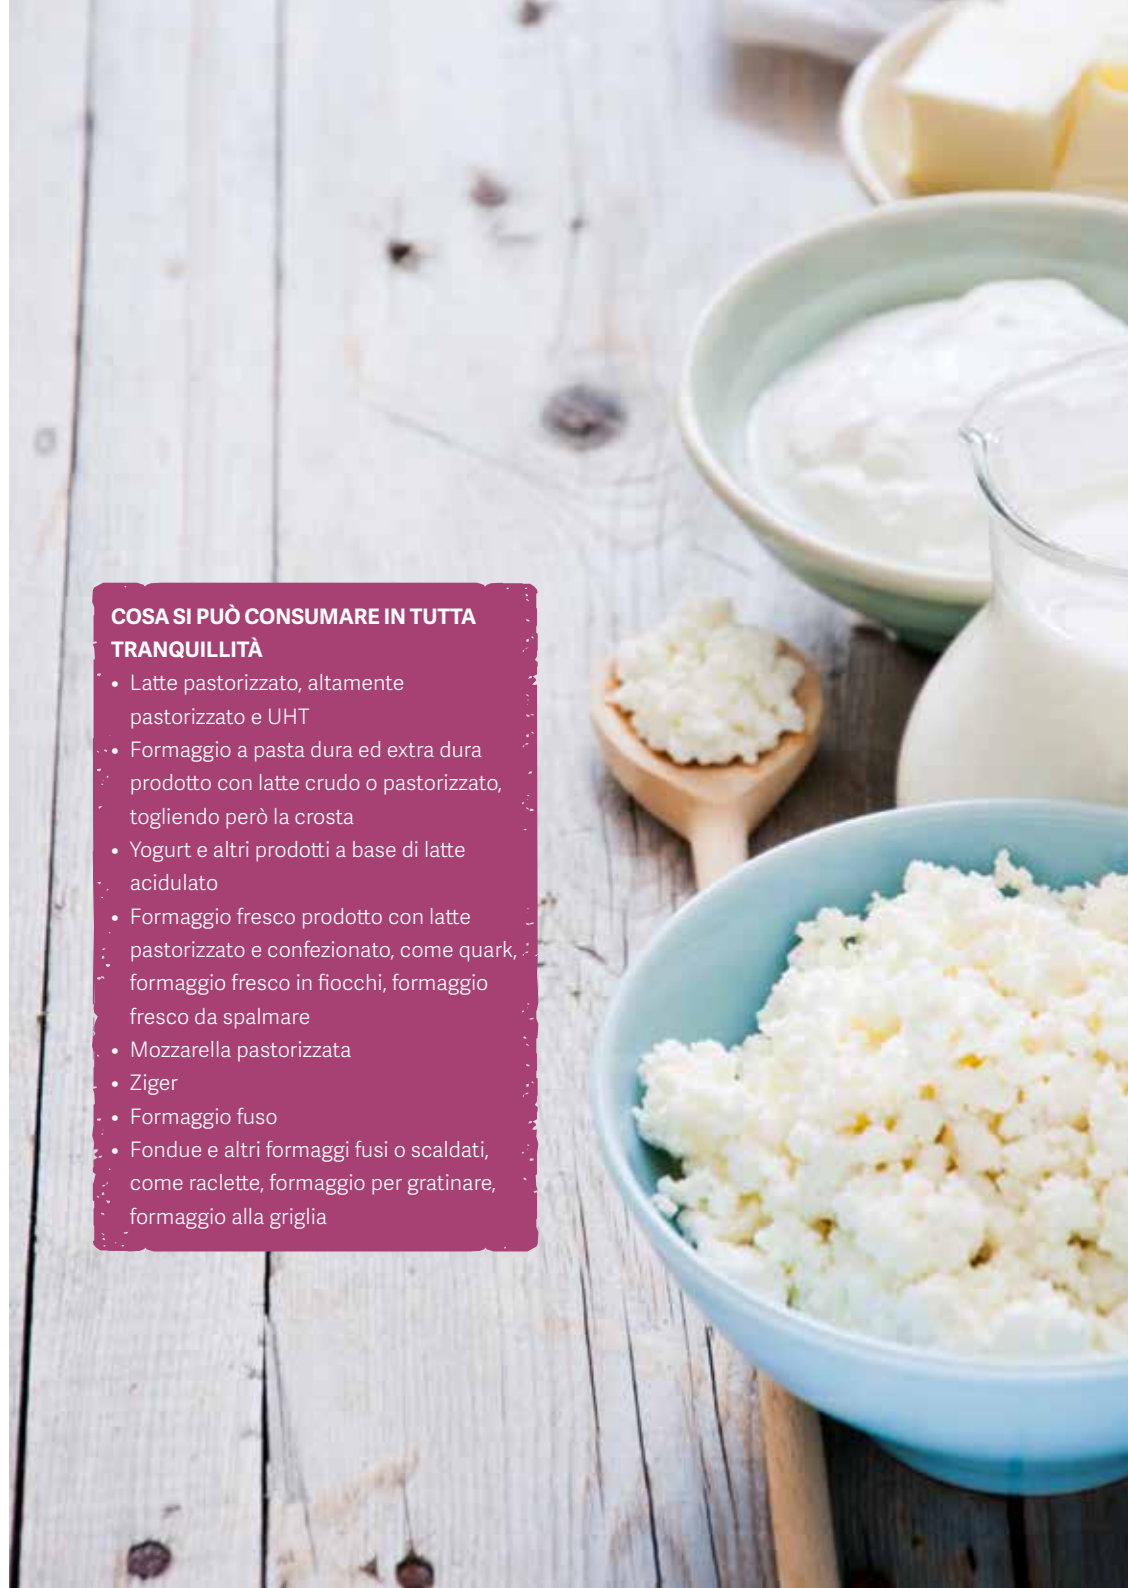 COSA SI PUÒ CONSUMARE IN TUTTA
TRANQUILLITÀ
• Latte pastorizzato, altamente
pastorizzato e UHT
• Formaggio a pasta dura ed extra dura
prodotto con latte crudo o pastorizzato,
togliendo però la crosta
• Yogurt e altri prodotti a base di latte
acidulato
• Formaggio fresco prodotto con latte
pastorizzato e confezionato, come quark,
formaggio fresco in fiocchi, formaggio
fresco da spalmare
• Mozzarella pastorizzata
• Ziger
• Formaggio fuso
• Fondue e altri formaggi fusi o scaldati,
come raclette, formaggio per gratinare,
formaggio alla griglia